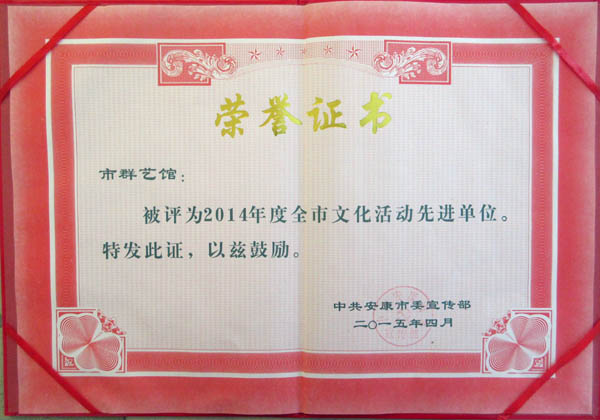 荣誉证书
市群艺馆：
被评为2014年度全市文化活动先进单位。
特发此证，以兹鼓励。
中共安康市委宣传部
二〇一五年四月